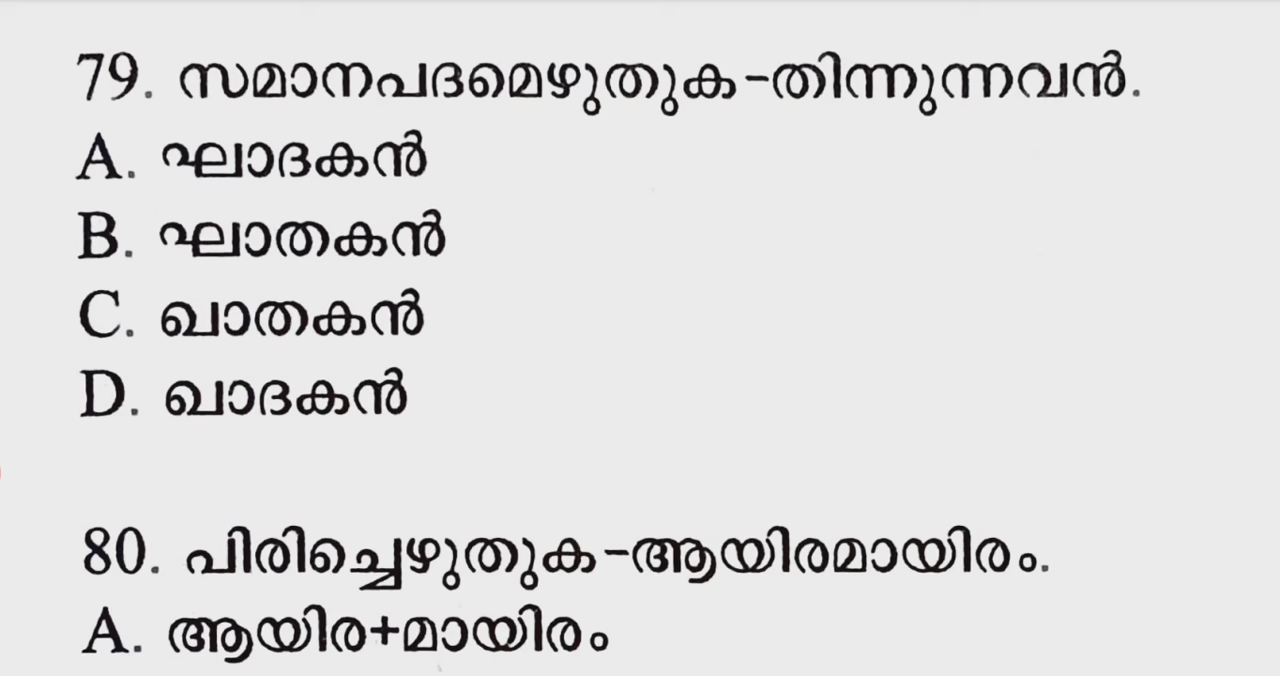 79. സമാനപദമെഴുതുക-തിന്നുന്നവൻ.
A. ഘാദകൻ
B. ഘാതകൻ
C. ഖാതകൻ
D. ഖാദകൻ
80. പിരിച്ചെഴുതുക-ആയിരമായിരം.
A. ആയിര+മായിരം